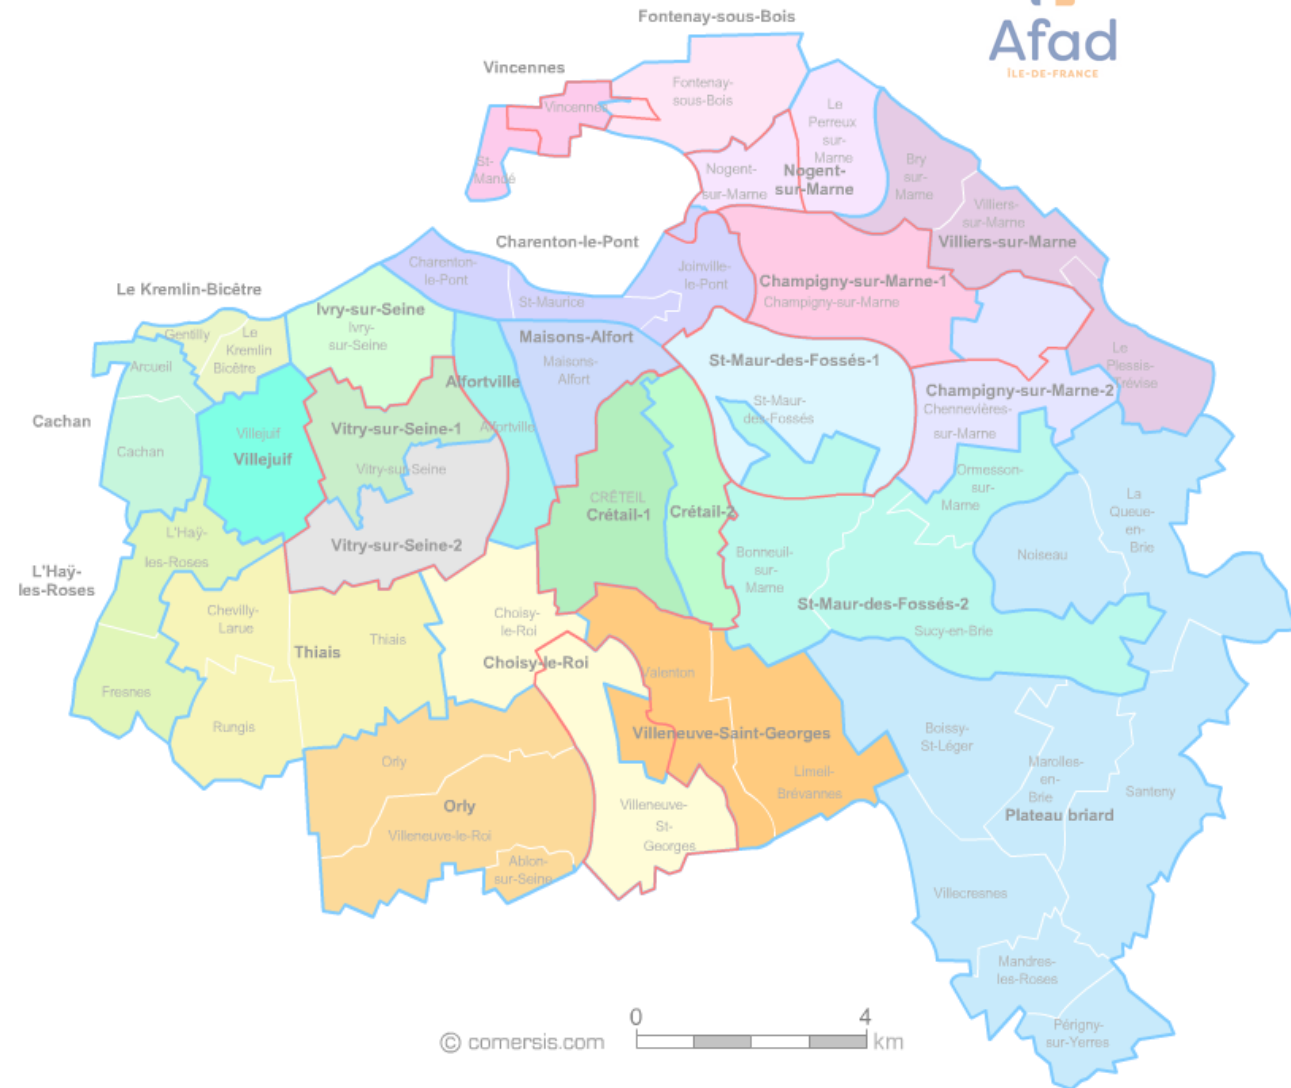 Fontenay-sous-Bois
Afad
ÎLE-DE-FRANCE
Vincennes
Fontenay-
sous-Bois
Vincennes
Le
Perreux
sur-
Marne
St-
Mandé
Nogent-
sur-Marne
Nogent-
sur-Marne
Bry
sur-
Marne
Villiers-
sur-Marne
Villiers-sur-Marne
Charenton-le-Pont
Charenton-
le-Pont
St-Maurice
Joinville-
le-Pont
Champigny-sur-Marne-1
Champigny-sur-Marne
Le Kremlin-Bicêtre
Ivry-sur-Seine
Ivry-
sur-Seine
Gentilly
Le
Kremlin
Bicêtre
Maisons-Alfort
Maisons-
Alfort
St-Maur-des-Fossés-1
St-Maur-
des-Fossés
Le
Plessis-
Trévise
Arcueil
Alfortville
Alfortville
Champigny-sur-Marne-2
Chennevières-
sur-Marne
Cachan
Cachan
Villejuif
Villejuif
Vitry-sur-Seine-1
Vitry-sur-Seine
Ormesson-
sur-
Marne
La
Queue-
en-
Brie
CRÉTEIL
Crétail-1
Crétail-2
L'Haÿ-
les-Roses
L'Haÿ-
les-Roses
Vitry-sur-Seine-2
Bonneuil-
sur-
Marne
Noiseau
St-Maur-des-Fossés-2
Sucy-en-Brie
Chevilly-
Larue
Thiais
Thiais
Choisy-
le-Roi
Choisy-le-Roi
Valenton
Fresnes
Rungis
Villeneuve-Saint-Georges
Boissy-
St-Léger
Orly
Orly
Villeneuve-le-Roi
Limeil-
Brévannes
Marolles-
en-
Brie
Santeny
Plateau briard
Villeneuve-
St-
Georges
Ablon-
sur-Seine
Villecresnes
Mandres-
les-Roses
Périgny-
sur-Yerres
0 4
© comersis.com km